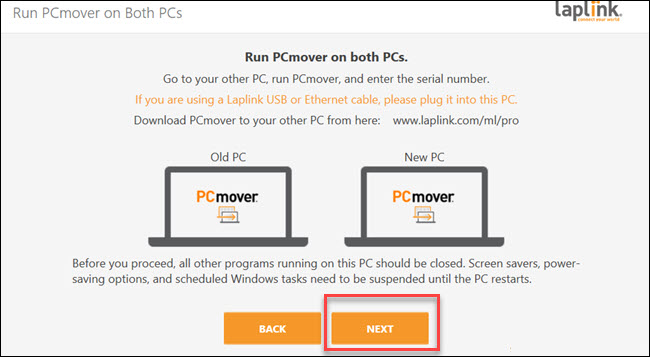 Run PCmover on Both PCs
laplink®
connect your world
Run PCmover on both PCs.
Go to your other PC, run PCmover, and enter the serial number.
If you are using a Laplink USB or Ethernet cable, please plug it into this PC.
Download PCmover to your other PC from here: www.laplink.com/ml/pro
Old PC
New PC
PCmover
PCmover
Before you proceed, all other programs running on this PC should be closed. Screen savers, power-
saving options, and scheduled Windows tasks need to be suspended until the PC restarts.
BACK
NEXT